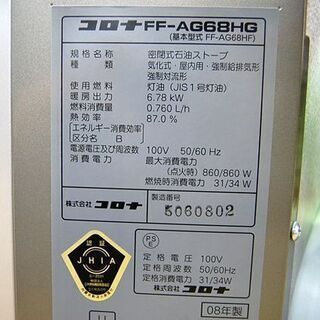 コロナ FF-AG68HG
(基本型式 FF-AG68HF)
規格名称 密閉式石油ストーブ
種類 気化式・屋内用・強制給排気形
強制対流形
使用燃料 灯油（JIS1号灯油）
暖房出力 6.78 kW
燃料消費量 0.760 L/h
熱効率 87.0 %
エネルギー消費効率
区分名 B
電源電圧及び周波数 100V 50/60 Hz
電力消費量 最大消費電力
(点火時) 860/860 W
燃焼時消費電力 31/34 W
株式会社 コロナ
製造番号
5060802
認証
JHIA
PS
E
定格電圧 100V
定格周波数 50/60Hz
定格消費電力 31/34W
株式会社 コロナ
08年製